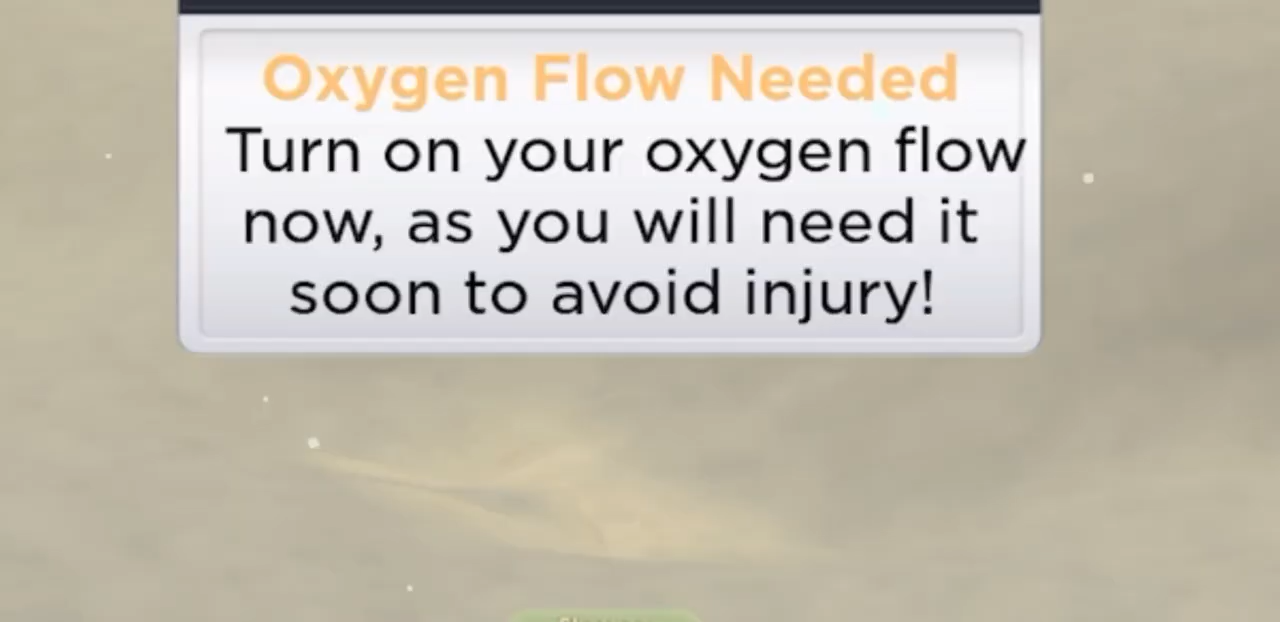 Oxygen Flow Needed
Turn on your oxygen flow
now, as you will need it
soon to avoid injury!